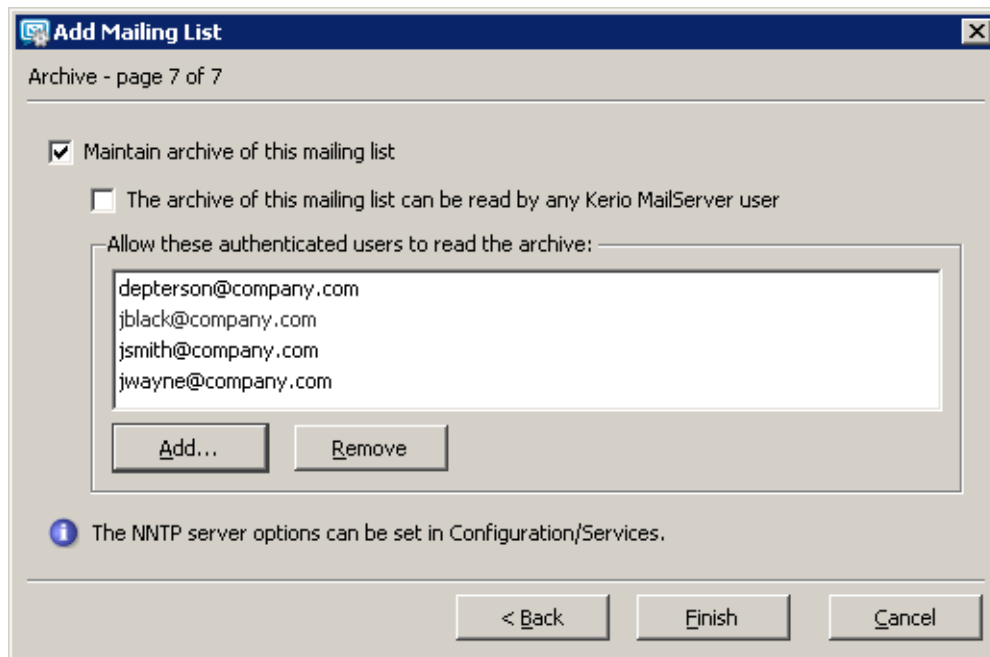 Add Mailing List
Archive - page 7 of 7
Maintain archive of this mailing list
The archive of this mailing list can be read by any Kerio MailServer user
Allow these authenticated users to read the archive:
depterson@company.com
jblack@company.com
jsmith@company.com
jwayne@company.com
Add... Remove
The NNTP server options can be set in Configuration/Services.
< Back Finish Cancel